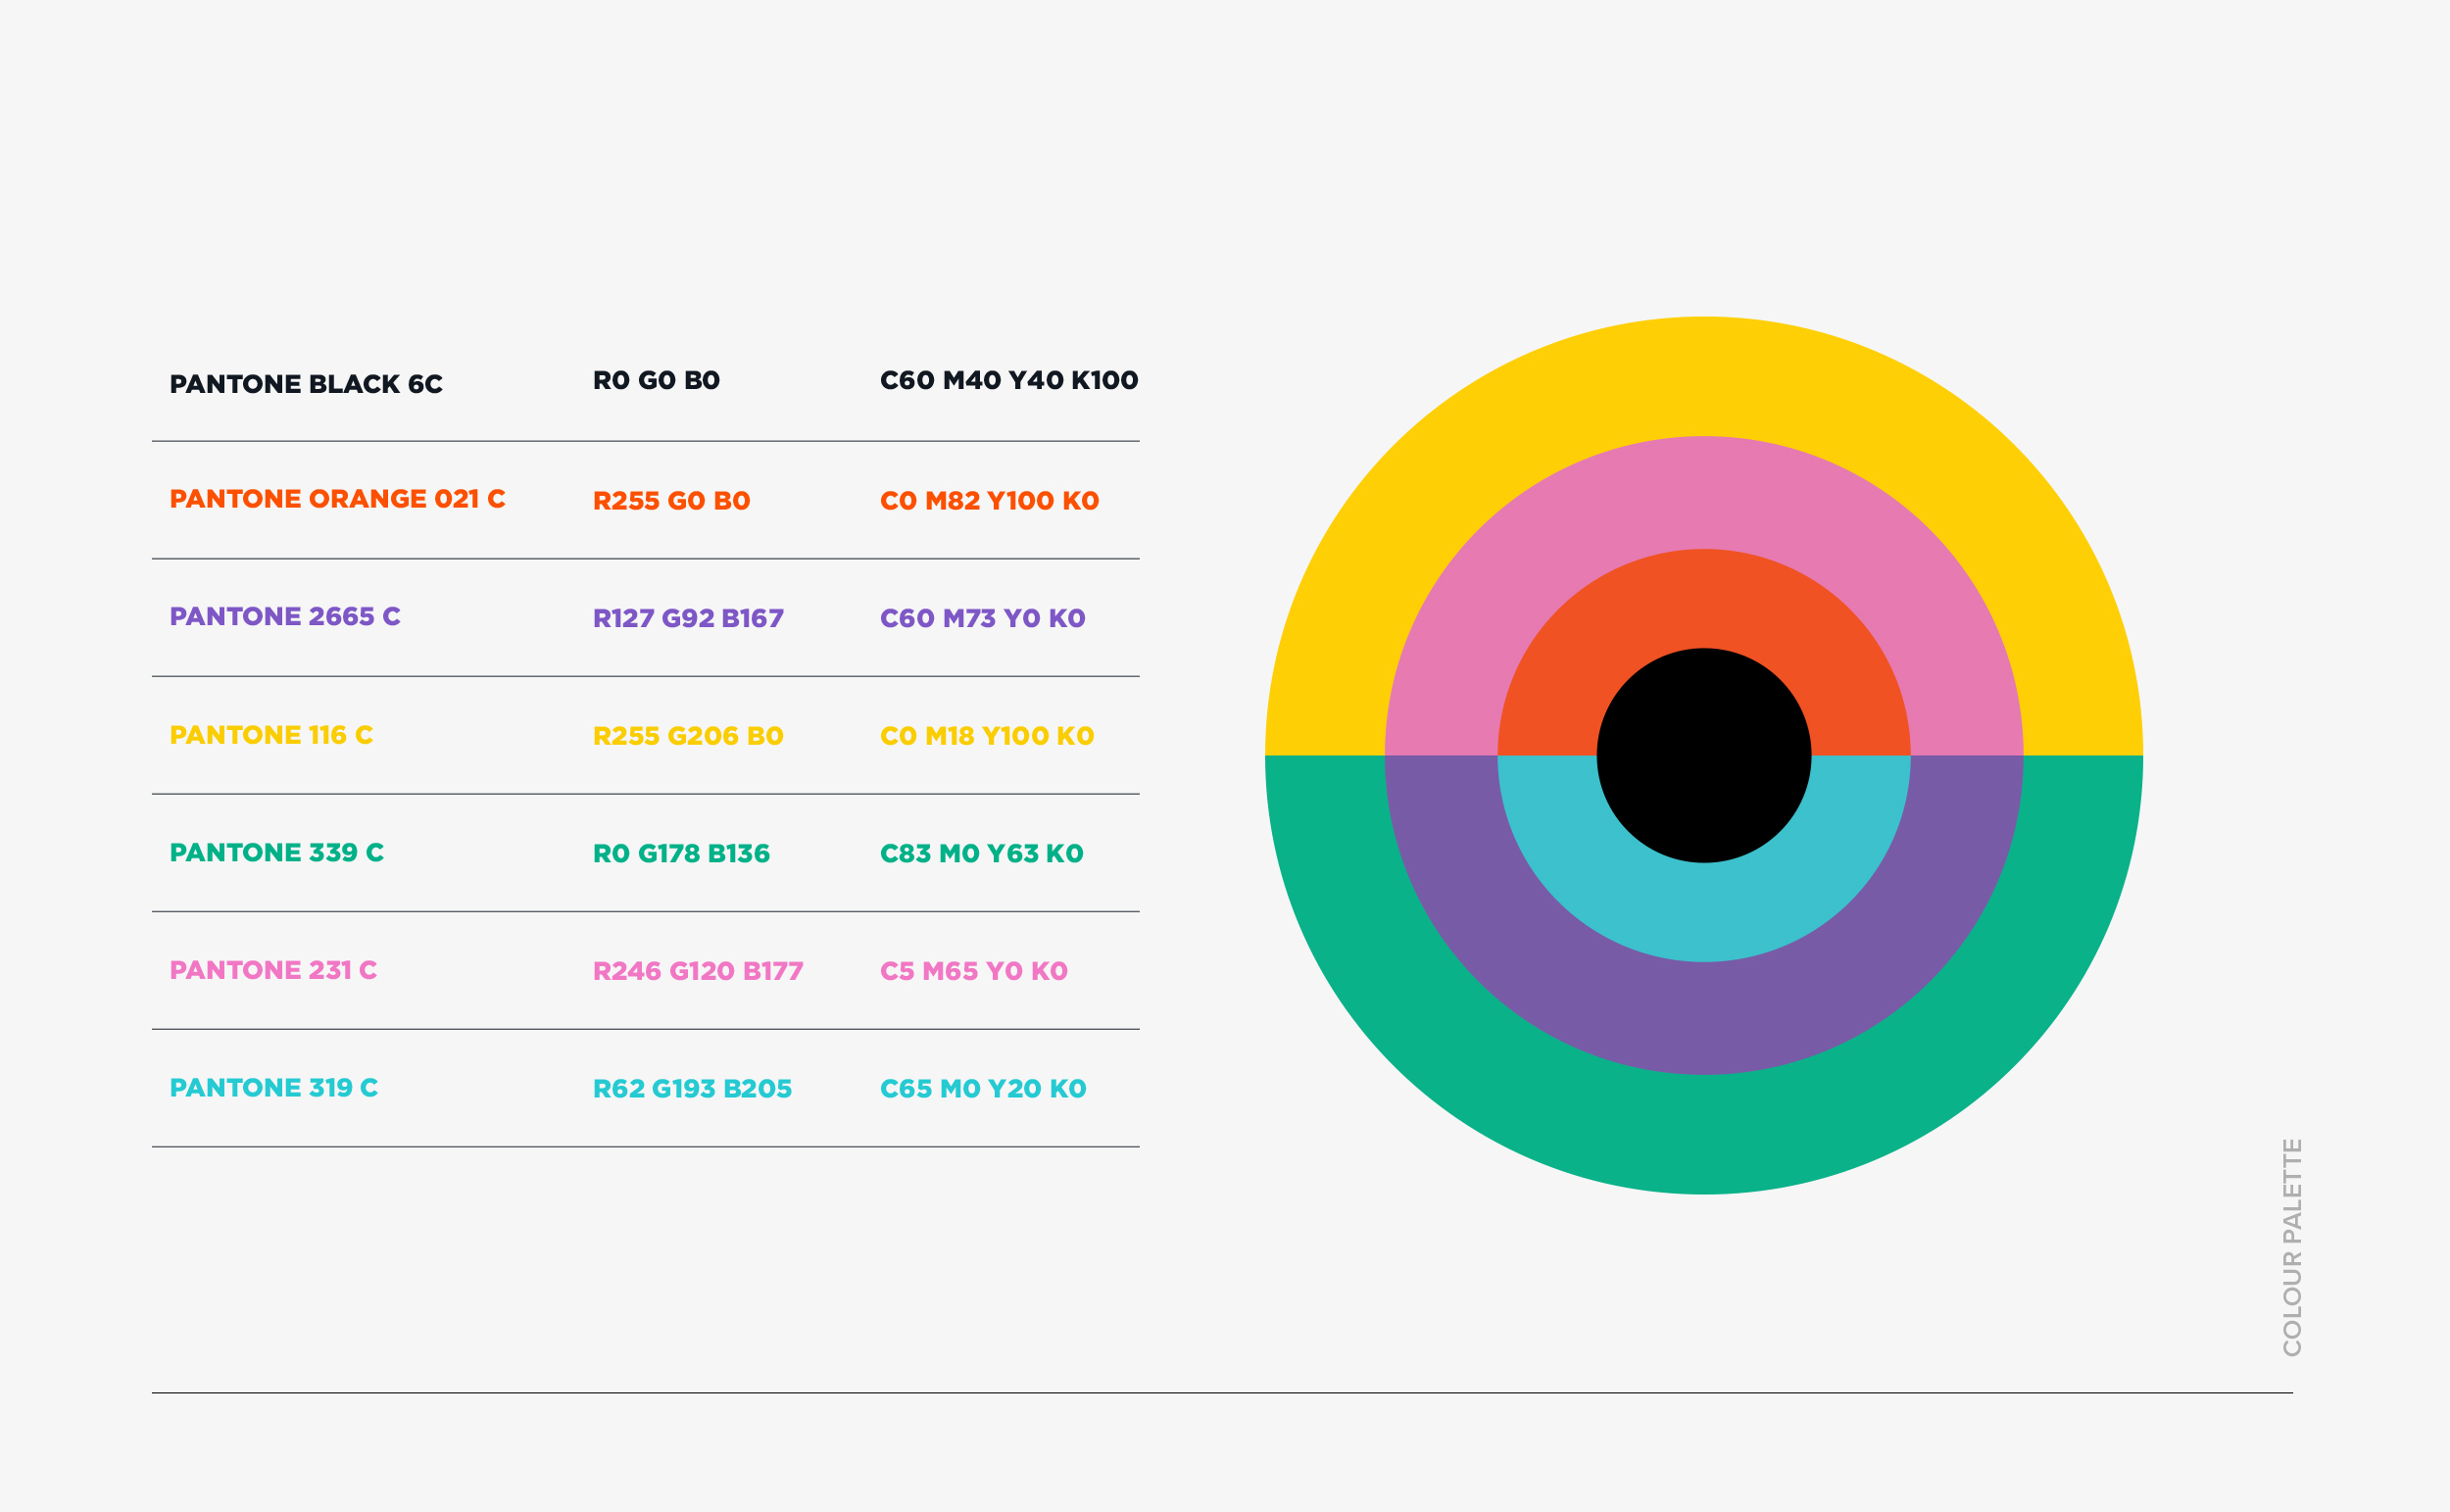 PANTONE BLACK 6C R0 G0 B0 C60 M40 Y40 K100
PANTONE ORANGE 021 C R255 G0 B0 C0 M82 Y100 K0
PANTONE 2665 C R127 G92 B167 C60 M73 Y0 K0
PANTONE 116 C R255 G206 B0 C0 M18 Y100 K0
PANTONE 339 C R0 G178 B136 C83 M0 Y63 K0
PANTONE 231 C R246 G120 B177 C5 M65 Y0 K0
PANTONE 319 C R62 G193 B205 C65 M0 Y20 K0
COLOUR PALETTE